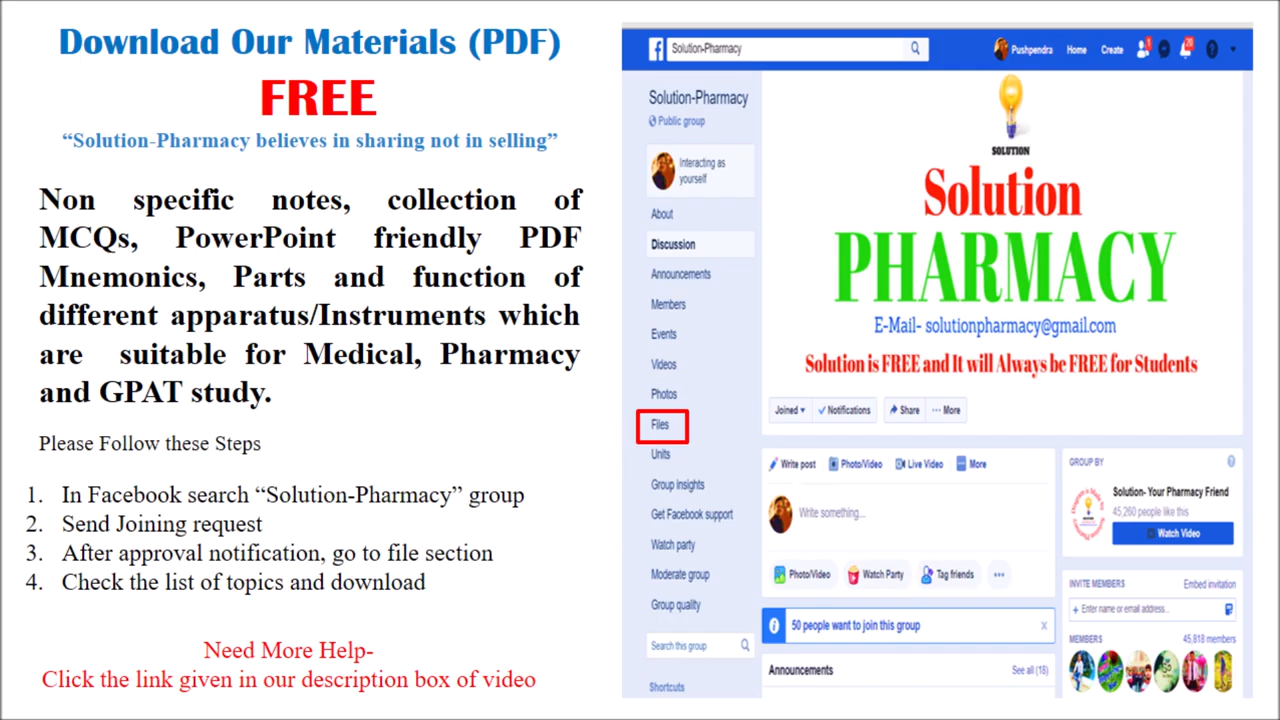 Download Our Materials (PDF)
FREE
“Solution-Pharmacy believes in sharing not in selling”
Non specific notes, collection of
MCQs, PowerPoint friendly PDF
Mnemonics, Parts and function of
different apparatus/Instruments which
are suitable for Medical, Pharmacy
and GPAT study.
Please Follow these Steps
1. In Facebook search “Solution-Pharmacy” group
2. Send Joining request
3. After approval notification, go to file section
4. Check the list of topics and download
Need More Help-
Click the link given in our description box of video
Solution-Pharmacy
Pushpendra Home Create
Solution-Pharmacy
Public group
Interacting as
yourself
About
Discussion
Announcements
Members
Events
Videos
Photos
Files
Units
Group insights
Get Facebook support
Watch party
Moderate group
Group quality
Search this group
Shortcuts
SOLUTION
Solution
PHARMACY
E-Mail- solutionpharmacy@gmail.com
Solution is FREE and It will Always be FREE for Students
Joined Notifications Share More
Write post Photo/Video Live Video More
Write something...
Photo/Video Watch Party Tag friends
50 people want to join this group x
Announcements See all (18)
GROUP BY
Solution- Your Pharmacy Friend
45,260 people like this
Watch Video
INVITE MEMBERS Embed invitation
+ Enter name or email address...
MEMBERS 45,818 members